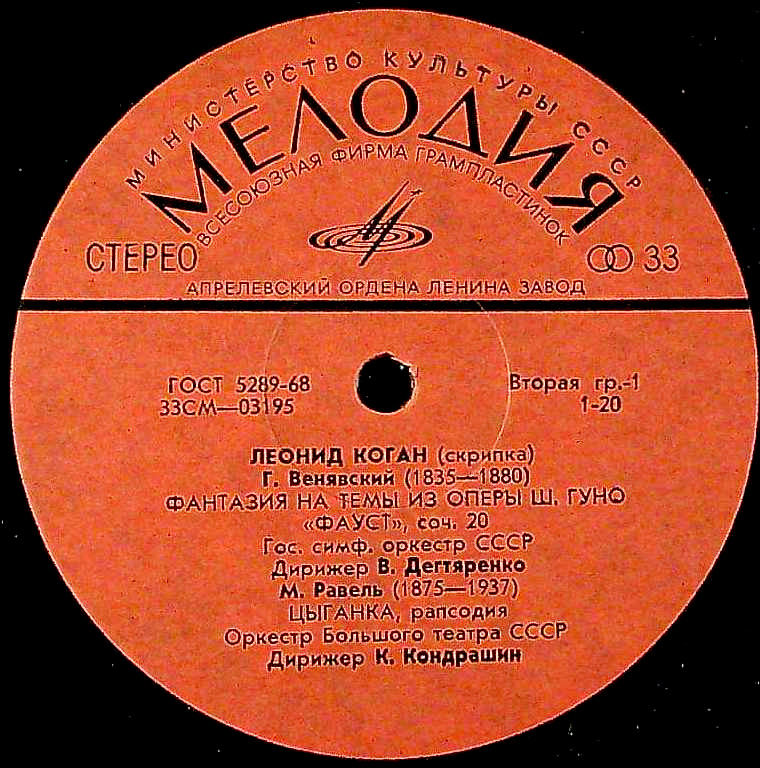 МИНИСТЕРСТВО КУЛЬТУРЫ СССР
МЕЛОДИЯ
ВСЕСОЮЗНАЯ ФИРМА ГРАМПЛАСТИНОК
СТЕРЕО
33
АПРЕЛЕВСКИЙ ОРДЕНА ЛЕНИНА ЗАВОД
ГОСТ 5289-68
33СМ—03195
Вторая гр.-1
1-20
ЛЕОНИД КОГАН (скрипка)
Г. Венявский (1835—1880)
ФАНТАЗИЯ НА ТЕМЫ ИЗ ОПЕРЫ Ш. ГУНО
«ФАУСТ», соч. 20
Гос. симф. оркестр СССР
Дирижер В. Дегтяренко
М. Равель (1875—1937)
ЦЫГАНКА, рапсодия
Оркестр Большого театра СССР
Дирижер К. Кондрашин